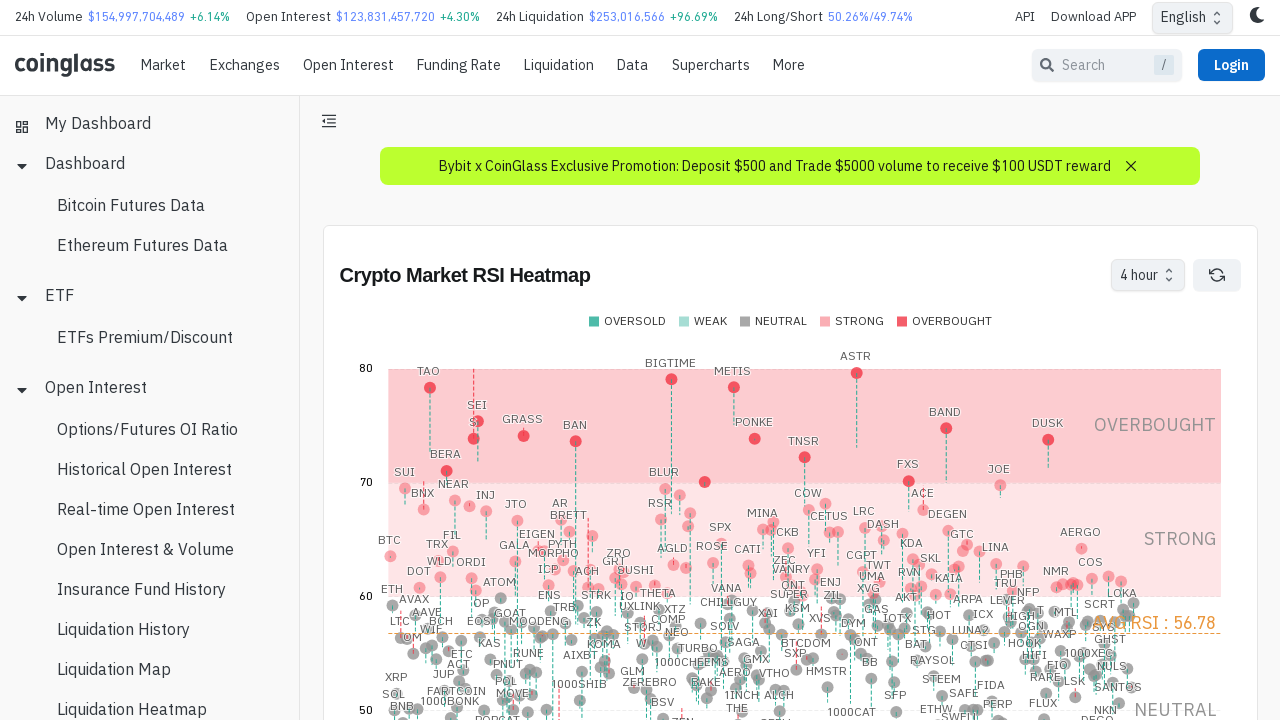 24h Volume $154,997,704,489 +6.14% Open Interest $123,831,457,720 +4.30% 24h Liquidation $253,016,566 +96.69% 24h Long/Short 50.26%/49.74% API Download APP English
coinglass Market Exchanges Open Interest Funding Rate Liquidation Data Supercharts More Search / Login
My Dashboard
Dashboard
Bitcoin Futures Data
Ethereum Futures Data
ETF
ETFs Premium/Discount
Open Interest
Options/Futures OI Ratio
Historical Open Interest
Real-time Open Interest
Open Interest & Volume
Insurance Fund History
Liquidation History
Liquidation Map
Liquidation Heatmap
Bybit x CoinGlass Exclusive Promotion: Deposit $500 and Trade $5000 volume to receive $100 USDT reward
Crypto Market RSI Heatmap 4 hour
OVERSOLD WEAK NEUTRAL STRONG OVERBOUGHT
80
ASTR
BIGTIME
TAO METIS
SEI
BAND
GRASS PONKE DUSK
BAN
OVERBOUGHT
TNSR
BERA
FXS
JOE
SUI BLUR
70
NEAR
BNX INJ COW ACE
JTO AR RSR
BRETT MINA CETUS LRC DEGEN
SPX DASH
FIL EIGEN CKB GTC AERGO
BTC STRONG
TRX GALA PYTH AGLD ROSE CATI KDA LINA
MORPHO ZRO YFI CGPT SKL
WLD ORDI GRT ZEC COS
DOT ICP ACH SUSHI VANRY TWT RVN PHB NMR
ATOM ONT ENJ UMA KAIA TRU
ETH ENS STRK IO THETA VANA SUPER ZIL XVG NFP LOKA
60
AVAX OP TRB UXLINK XTZ CHILLGUY KSM GAS AKT ARPA LEVER SCRT
AAVE GOAT XAI HOT ICX MTL
LTC BCH EOS MOODENG ZK COMP XVS IOTX HIGH
WIF STORJ NEO SOLV DYM STG LUNA2 OGN AVG RSI : 56.78
IOM KAS KOMA W SAGA BTCDOM ONT BAT CTSI HOOK WAXP GHST
ETC RUNE AIXBT TURBO SXP HIFI 1000XEC
ACT PNUT 1000CHEEMS GMX BB RAYSOL FIO NULS
XRP JUP GLM AERO VTHO HMSTR STEEM RARE
POL 1000SHIB ZEREBRO BAKE FIDA LSK SANTOS
SOL FARTCOIN MOVE 1INCH ALCH SFP SAFE
BNB 1000BONK BSV THE 1000CAT ETHW PERP FLUX
50
POPCAT ZEN SWELL NKN NEUTRAL
DEGO